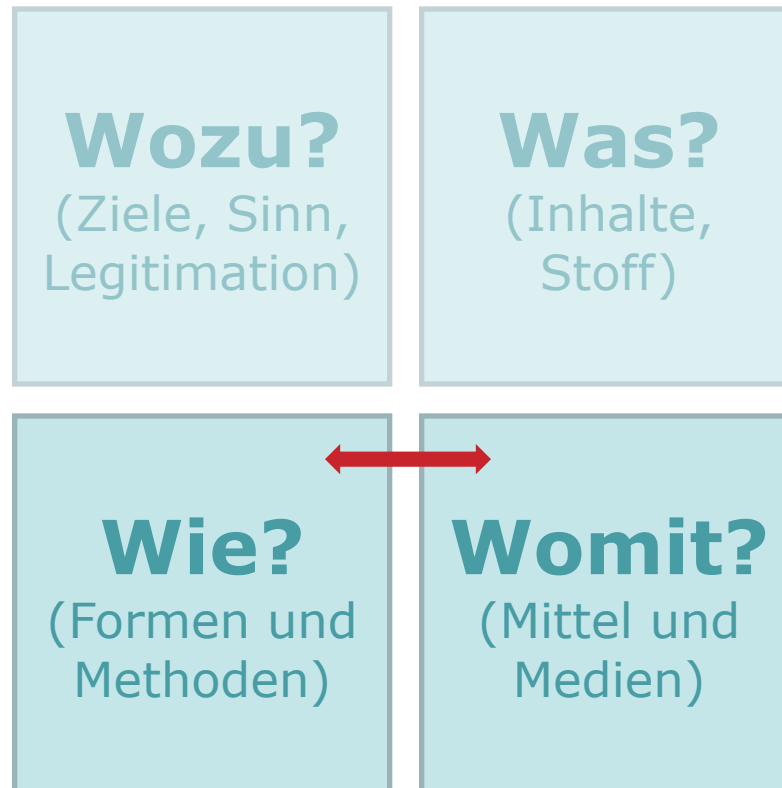 Wozu?
(Ziele, Sinn,
Legitimation)
Was?
(Inhalte,
Stoff)
Wie?
(Formen und
Methoden)
Womit?
(Mittel und
Medien)